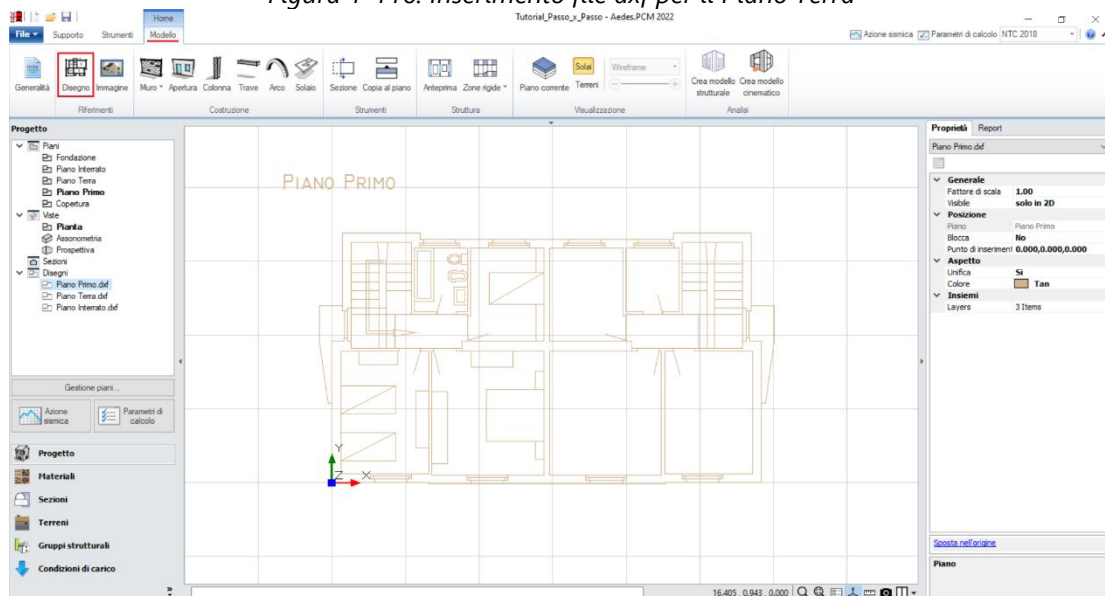 Figura 1-110. Inserimento file dxf per il Piano Terra
Home
Tutorial_Passo_x_Passo - Aedes.PCM 2022
File
Supporto
Strumenti
Modello
Azione sismica
Parametri di calcolo
NTC 2018
Generalità
Disegno
Immagine
Muro
Apertura
Colonna
Trave
Arco
Solaio
Sezione
Copia al piano
Anteprima
Zone rigide
Piano corrente
Solai
Terreni
Wireframe
Crea modello strutturale
Crea modello cinematico
Riferimenti
Costruzione
Strumenti
Struttura
Visualizzazione
Analisi
Progetto
Piani
Fondazione
Piano Interrato
Piano Terra
Piano Primo
Copertura
Viste
Pianta
Assonometria
Prospettiva
Sezioni
Disegni
Piano Primo.dxf
Piano Terra.dxf
Piano Interrato.dxf
Gestione piani...
Azione sismica
Parametri di calcolo
Progetto
Materiali
Sezioni
Terreni
Gruppi strutturali
Condizioni di carico
PIANO PRIMO
Y
Z
X
16.405 , 0.943 , 0.000
Proprietà
Report
Piano Primo.dxf
Generale
Fattore di scala 1.00
Visibile solo in 2D
Posizione
Piano Piano Primo
Blocca No
Punto di inseriment 0.000,0.000,0.000
Aspetto
Unifica Si
Colore Tan
Insiemi
Layers 3 Items
Sposta nell'origine
Piano